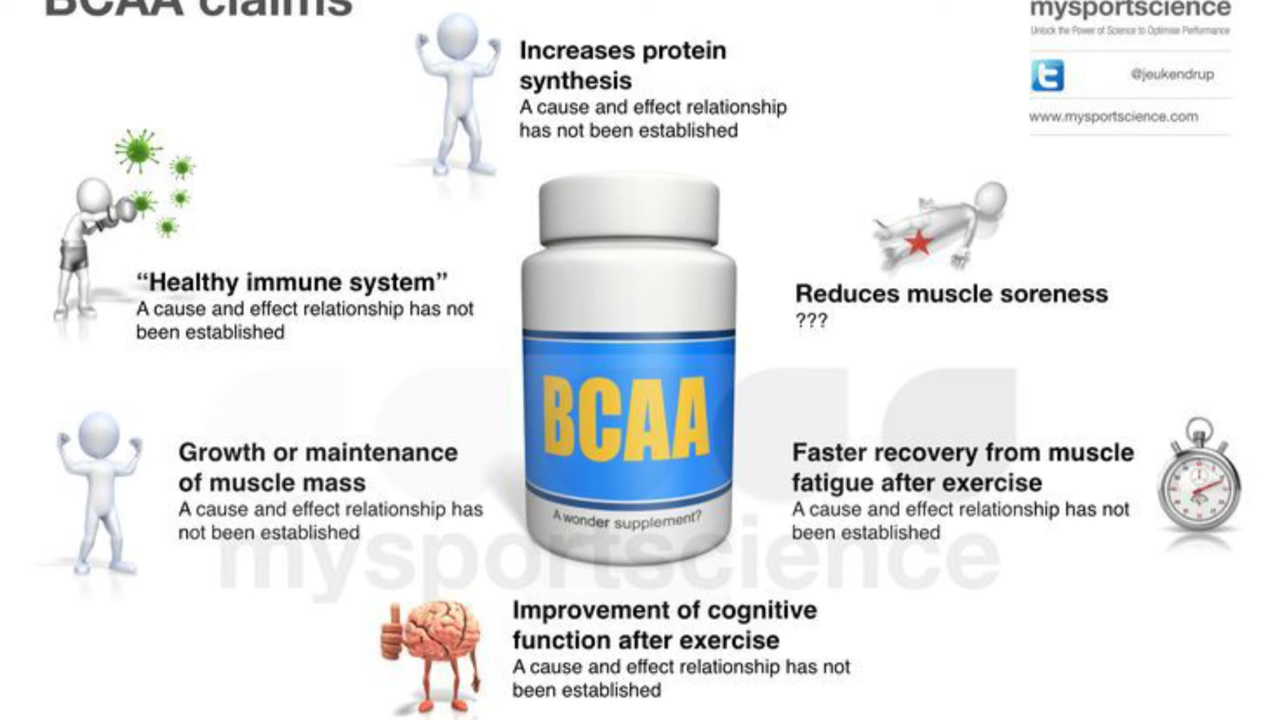 BCAA claims
mysportscience
Unlock the Power of Science to Optimise Performance
@jeukendrup
www.mysportscience.com
Increases protein
synthesis
A cause and effect relationship
has not been established
“Healthy immune system”
A cause and effect relationship has not
been established
Reduces muscle soreness
???
BCAA
A wonder supplement?
Growth or maintenance
of muscle mass
A cause and effect relationship has
not been established
Faster recovery from muscle
fatigue after exercise
A cause and effect relationship has not
been established
mysportscience
Improvement of cognitive
function after exercise
A cause and effect relationship has not
been established